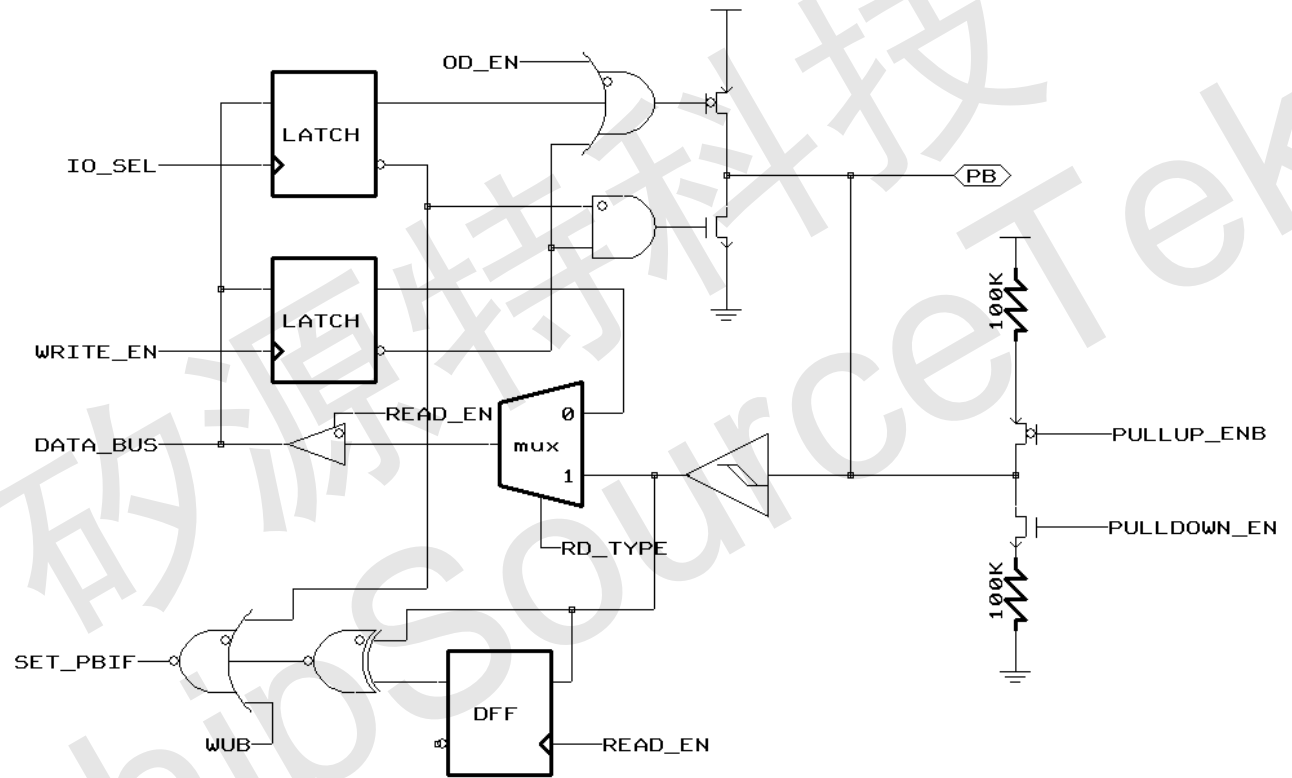 OD_EN
LATCH
IO_SEL
PB
LATCH
WRITE_EN
100K
0
READ_EN
DATA_BUS
mux
1
PULLUP_ENB
RD_TYPE
PULLDOWN_EN
100K
SET_PBIF
DFF
WUB
READ_EN
矽源特科技
ChipSourceTek